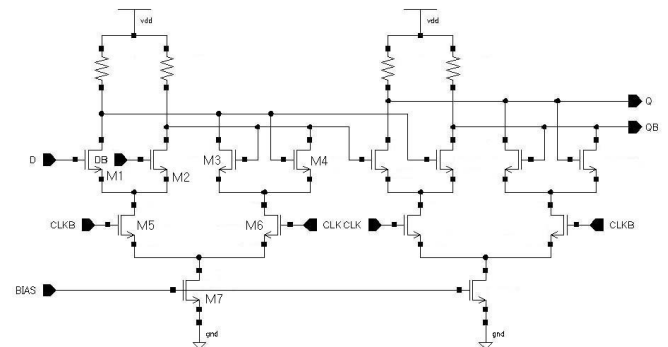 vdd vdd
Q
QB
D DB M3 M4
M1 M2
CLKB M5 M6 CLK CLK CLKB
BIAS M7
gnd gnd